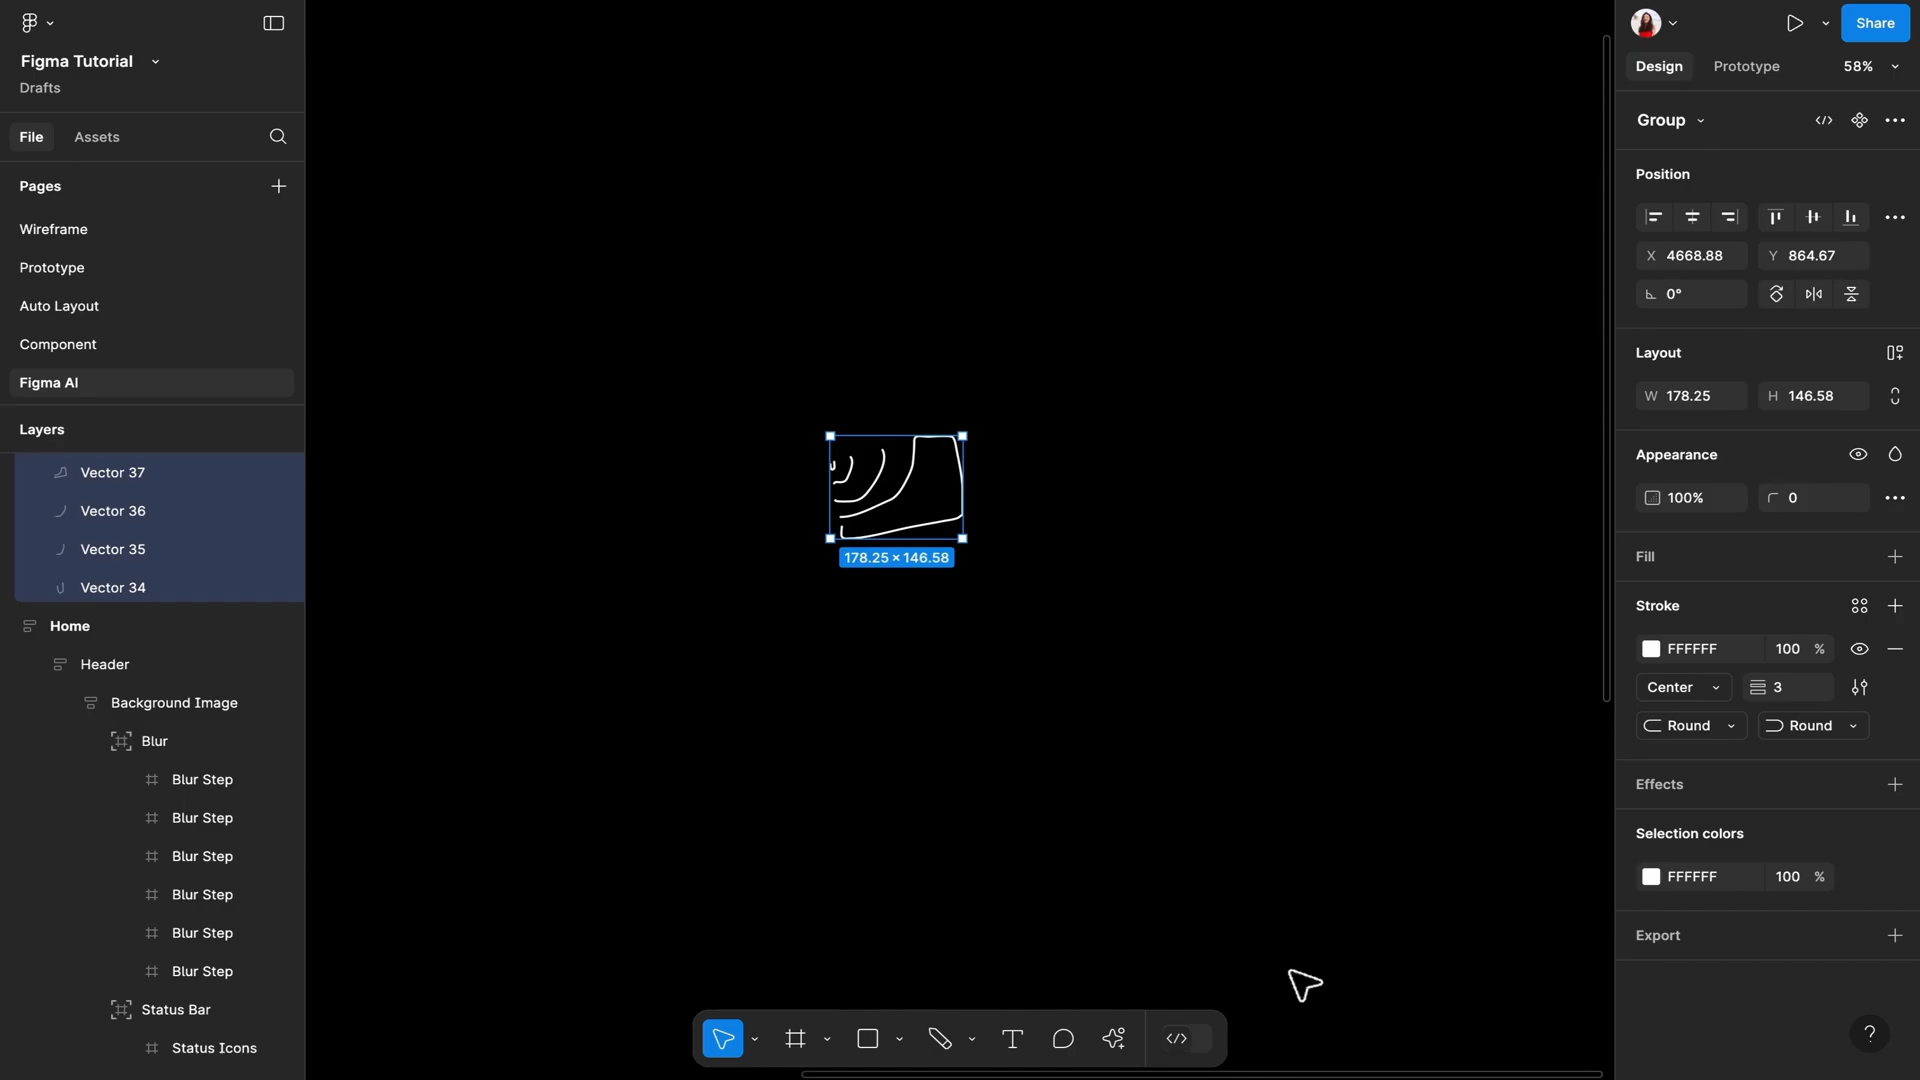 Figma Tutorial
Drafts
File
Assets
Pages
Wireframe
Prototype
Auto Layout
Component
Figma AI
Layers
Vector 37
Vector 36
Vector 35
Vector 34
Home
Header
Background Image
Blur
Blur Step
Blur Step
Blur Step
Blur Step
Blur Step
Blur Step
Status Bar
Status Icons
178.25 × 146.58
Share
Design
Prototype
58%
Group
Position
X 4668.88
Y 864.67
0°
Layout
W 178.25
H 146.58
Appearance
100%
0
Fill
Stroke
FFFFFF 100 %
Center
3
Round
Round
Effects
Selection colors
FFFFFF 100 %
Export
?